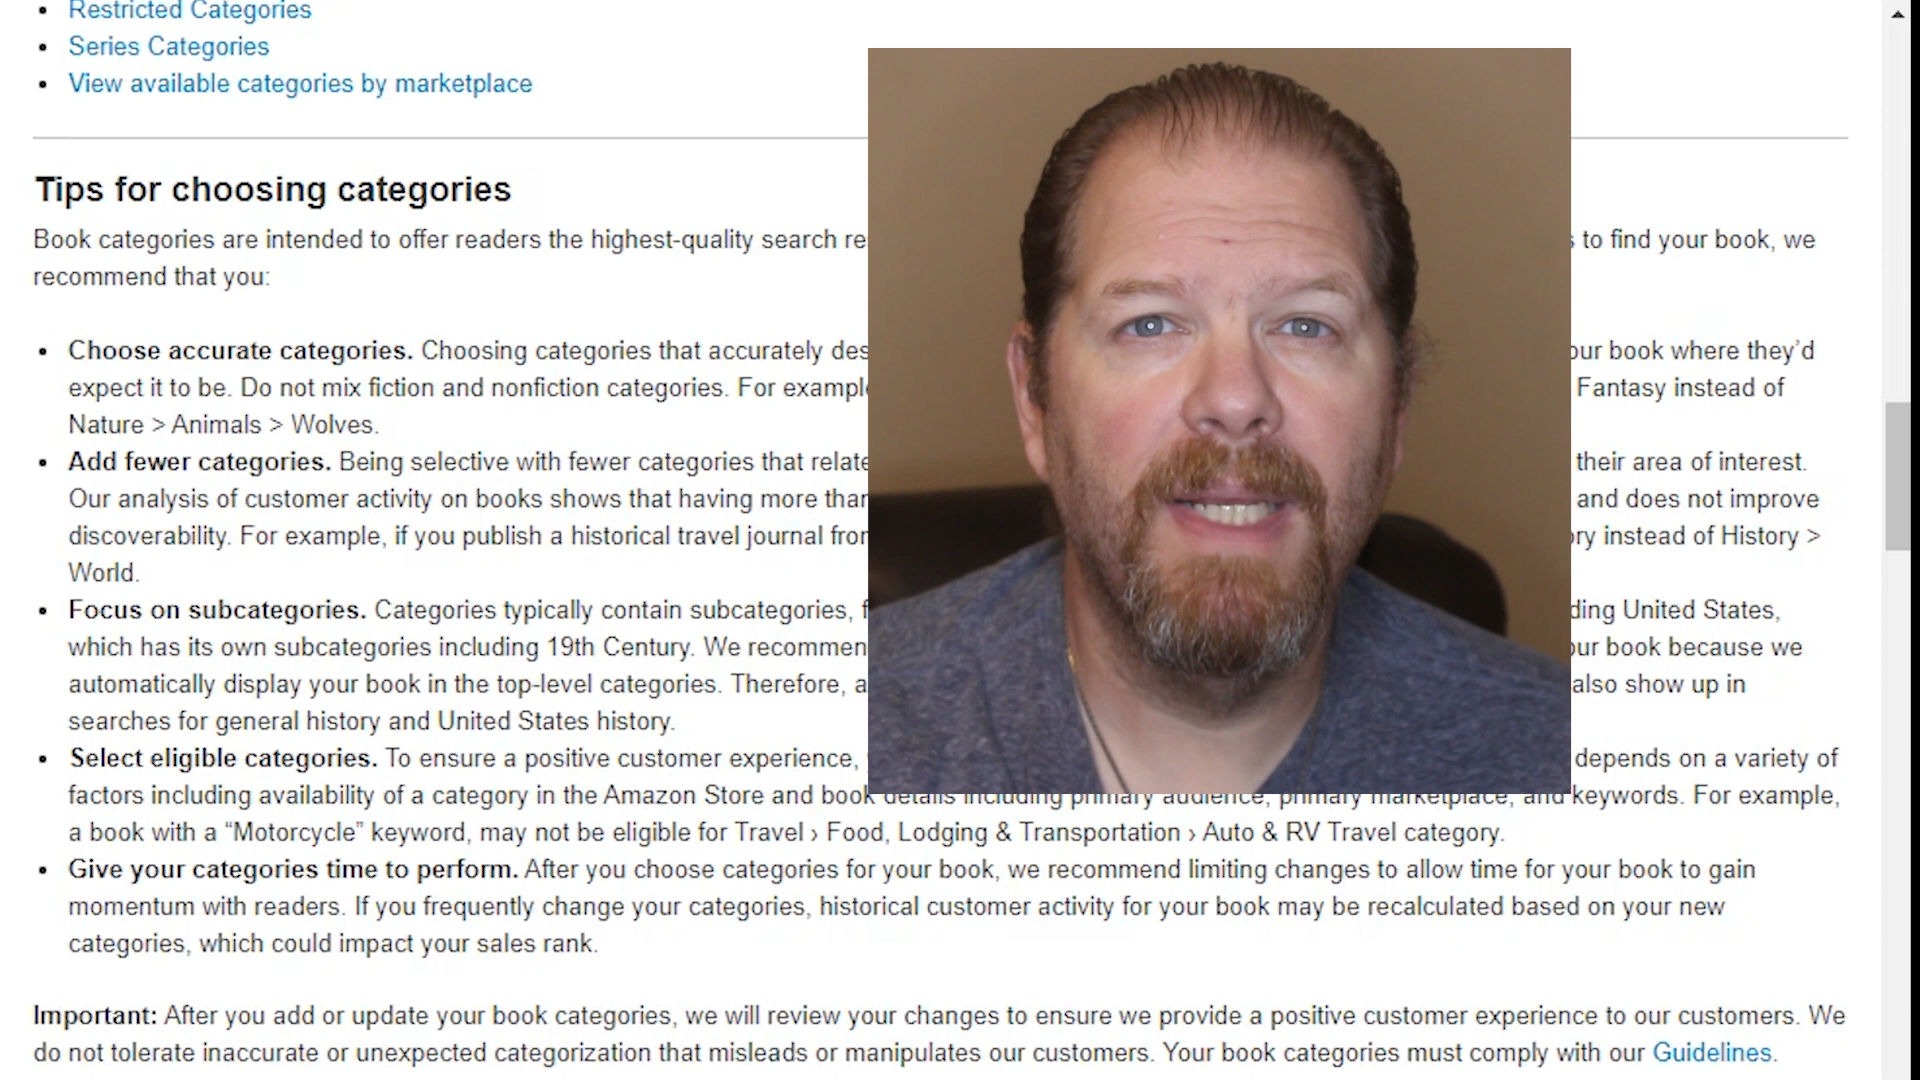 Restricted Categories
Series Categories
View available categories by marketplace
Tips for choosing categories
Book categories are intended to offer readers the highest-quality search to find your book, we
recommend that you:
Choose accurate categories. Choosing categories that accurately our book where they’d
expect it to be. Do not mix fiction and nonfiction categories. For Fantasy instead of
Nature > Animals > Wolves.
Add fewer categories. Being selective with fewer categories that their area of interest.
Our analysis of customer activity on books shows that having more and does not improve
discoverability. For example, if you publish a historical travel journal instead of History >
World.
Focus on subcategories. Categories typically contain subcategories, United States,
which has its own subcategories including 19th Century. We our book because we
automatically display your book in the top-level categories. Therefore, also show up in
searches for general history and United States history.
Select eligible categories. To ensure a positive customer experience, depends on a variety of
factors including availability of a category in the Amazon Store and book details including primary audience, primary marketplace, and keywords. For example,
a book with a “Motorcycle” keyword, may not be eligible for Travel › Food, Lodging & Transportation › Auto & RV Travel category.
Give your categories time to perform. After you choose categories for your book, we recommend limiting changes to allow time for your book to gain
momentum with readers. If you frequently change your categories, historical customer activity for your book may be recalculated based on your new
categories, which could impact your sales rank.
Important: After you add or update your book categories, we will review your changes to ensure we provide a positive customer experience to our customers. We
do not tolerate inaccurate or unexpected categorization that misleads or manipulates our customers. Your book categories must comply with our Guidelines.